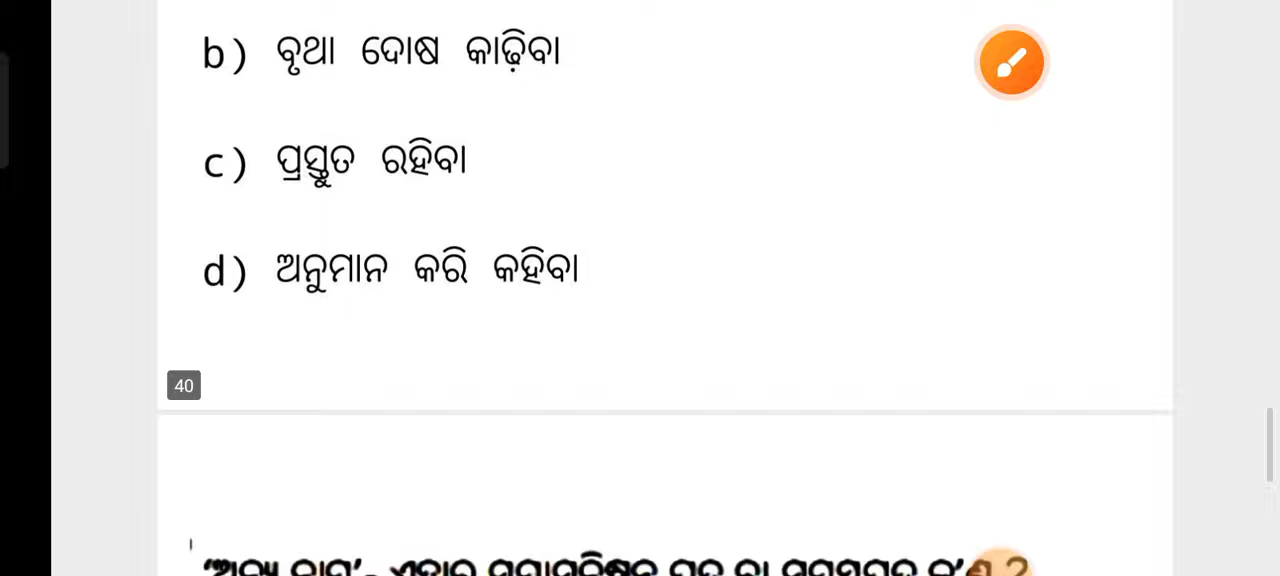 b) ବୃଥା ଦୋଷ କାଢ଼ିବା
c) ପ୍ରସ୍ତୁତ ରହିବା
d) ଅନୁମାନ କରି କହିବା
40